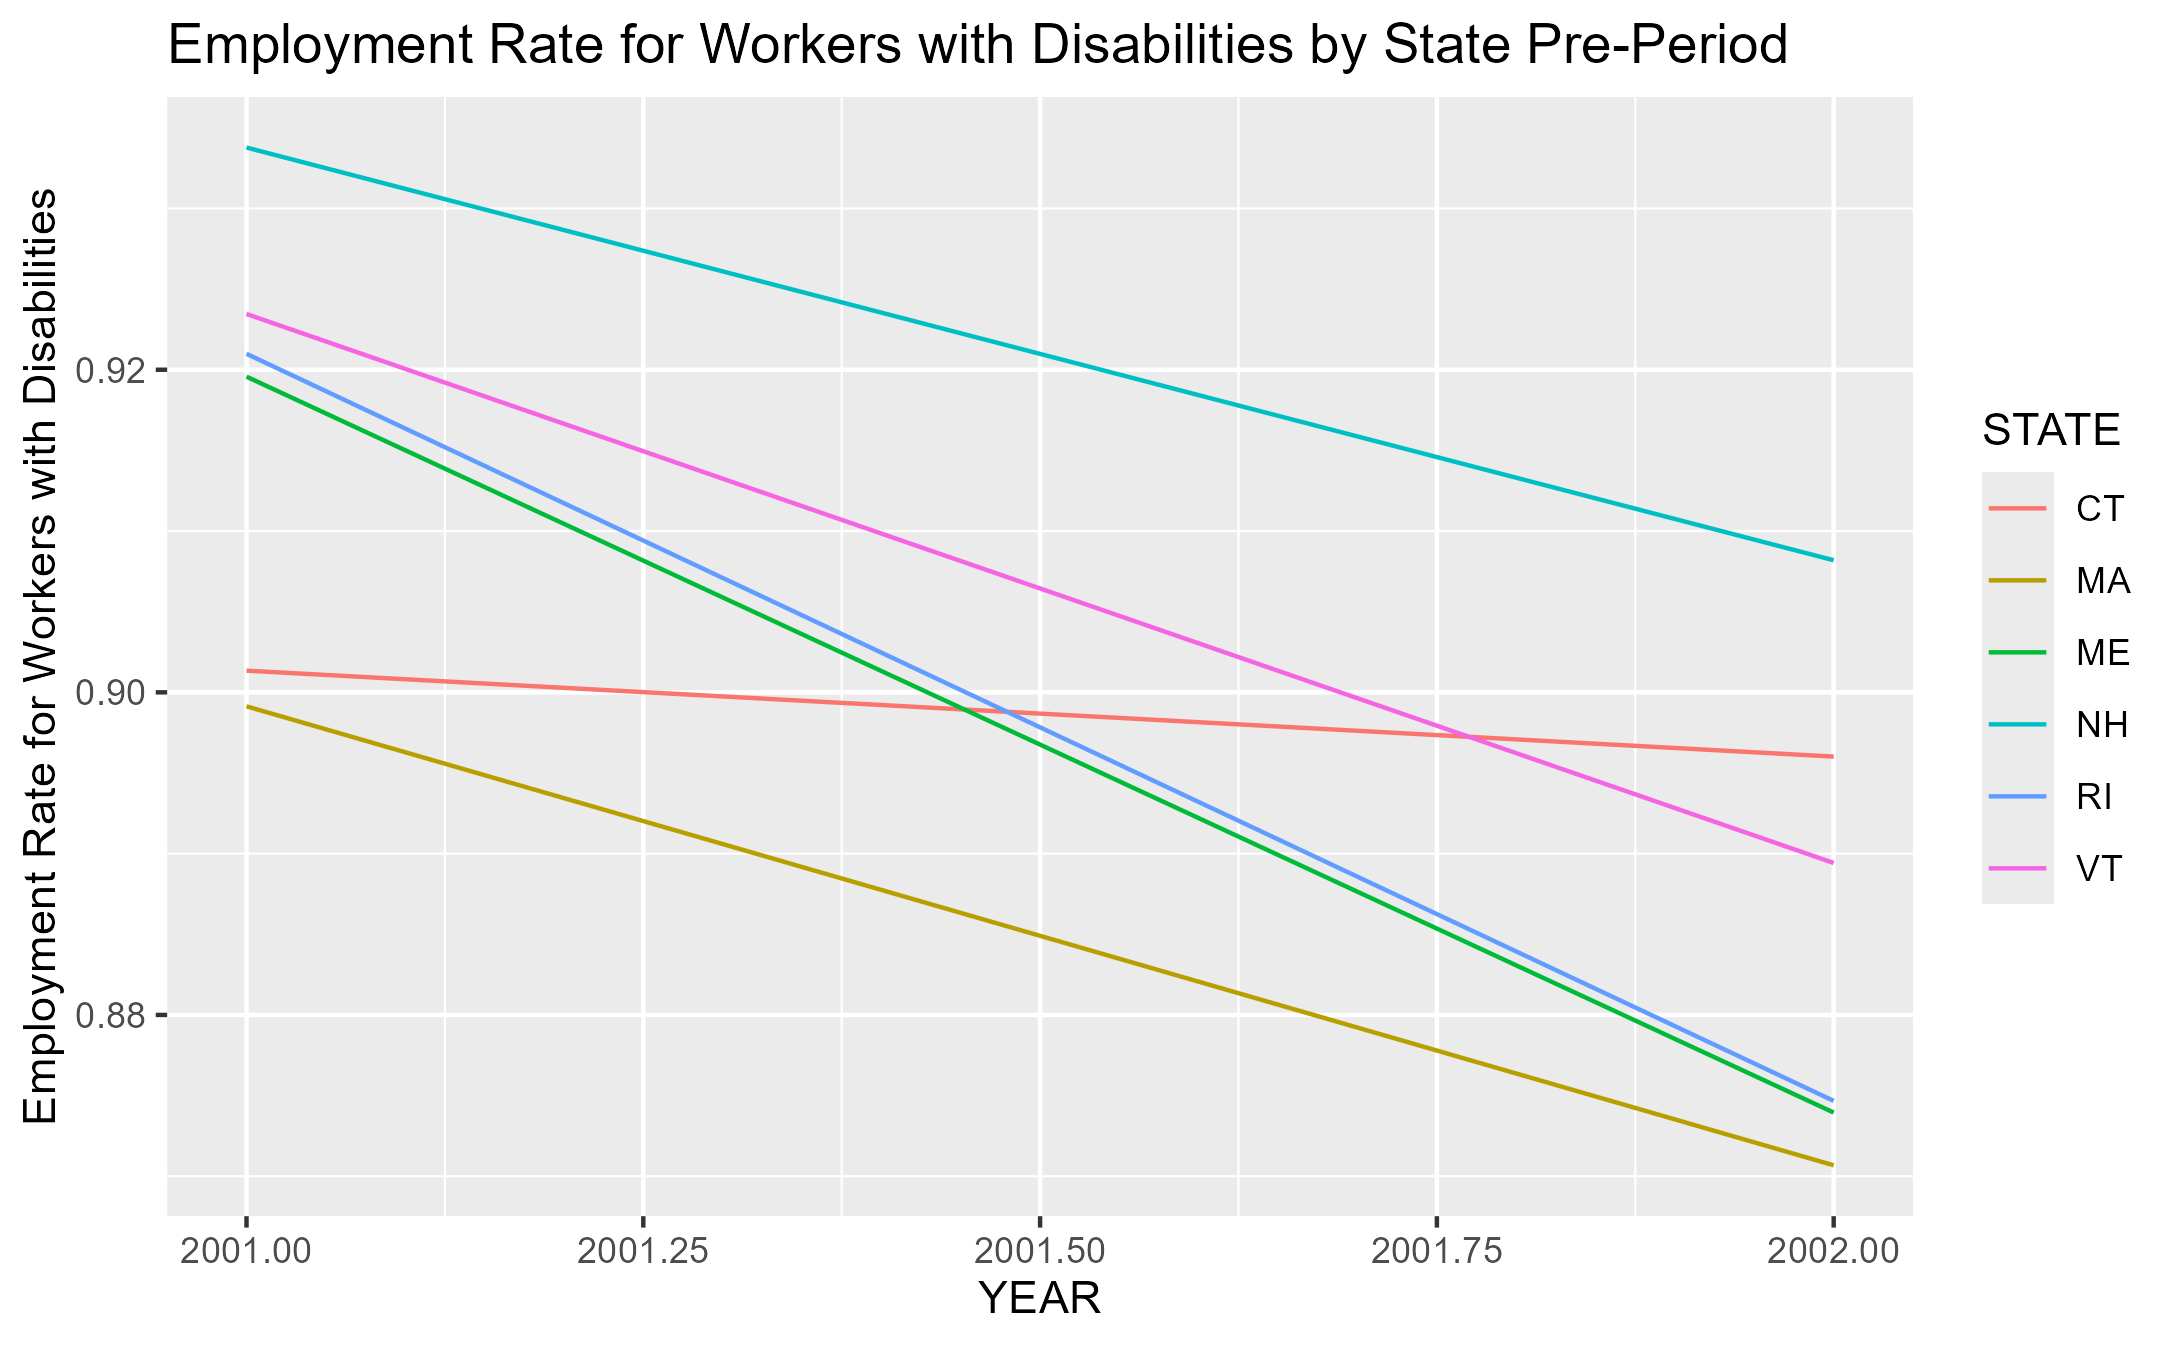 Employment Rate for Workers with Disabilities by State Pre-Period
Employment Rate for Workers with Disabilities
0.92
0.90
0.88
2001.00 2001.25 2001.50 2001.75 2002.00
YEAR
STATE
CT
MA
ME
NH
RI
VT